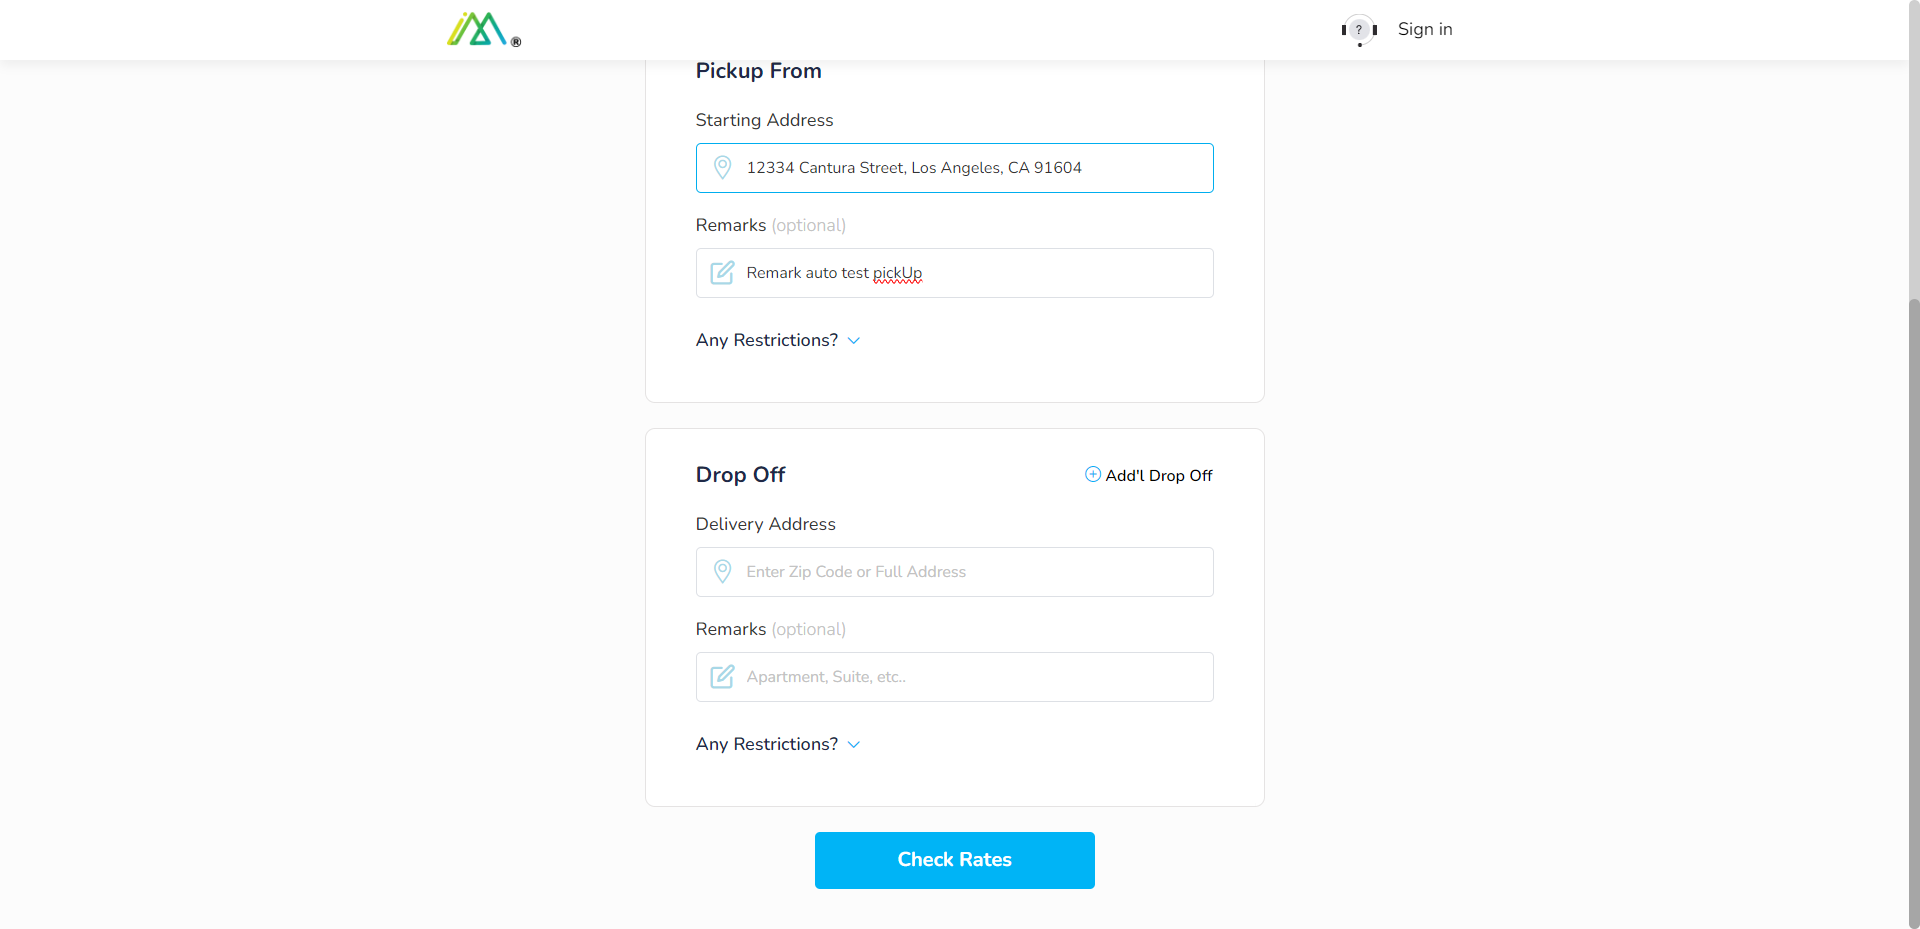 ®
?
Sign in
Pickup From
Starting Address
12334 Cantura Street, Los Angeles, CA 91604
Remarks (optional)
Remark auto test pickUp
Any Restrictions?
Drop Off
Add'l Drop Off
Delivery Address
Enter Zip Code or Full Address
Remarks (optional)
Apartment, Suite, etc..
Any Restrictions?
Check Rates